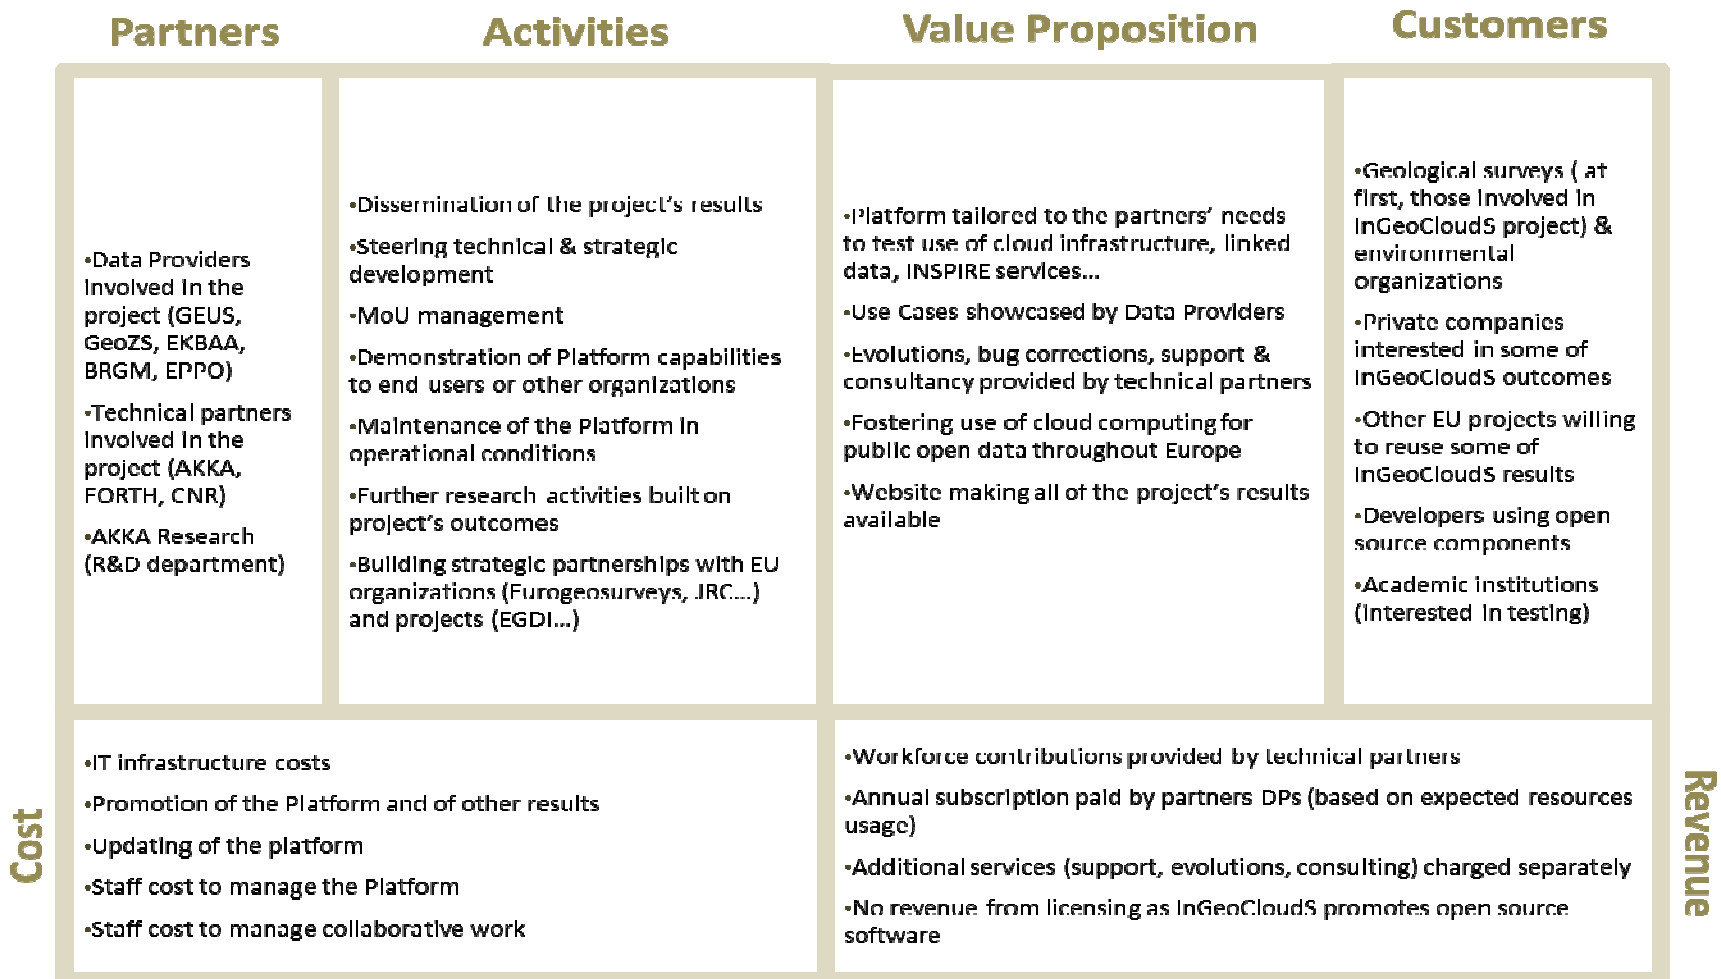 Partners
Activities
Value Proposition
Customers
•Data Providers
involved in the
project (GEUS,
GeoZS, EKBAA,
BRGM, EPPO)
•Technical partners
involved in the
project (AKKA,
FORTH, CNR)
•AKKA Research
(R&D department)
•Dissemination of the project's results
•Steering technical & strategic
development
•MoU management
•Demonstration of Platform capabilities
to end users or other organizations
•Maintenance of the Platform in
operational conditions
•Further research activities built on
project's outcomes
•Building strategic partnerships with EU
organizations (Eurogeosurveys, JRC...)
and projects (EGDI...)
•Platform tailored to the partners' needs
to test use of cloud infrastructure, linked
data, INSPIRE services...
•Use Cases showcased by Data Providers
•Evolutions, bug corrections, support &
consultancy provided by technical partners
•Fostering use of cloud computing for
public open data throughout Europe
•Website making all of the project's results
available
•Geological surveys ( at
first, those involved in
InGeoCloudS project) &
environmental
organizations
•Private companies
interested in some of
InGeoCloudS outcomes
•Other EU projects willing
to reuse some of
InGeoCloudS results
•Developers using open
source components
•Academic institutions
(interested in testing)
Cost
•IT infrastructure costs
•Promotion of the Platform and of other results
•Updating of the platform
•Staff cost to manage the Platform
•Staff cost to manage collaborative work
•Workforce contributions provided by technical partners
•Annual subscription paid by partners DPs (based on expected resources
usage)
•Additional services (support, evolutions, consulting) charged separately
•No revenue from licensing as InGeoCloudS promotes open source
software
Revenue